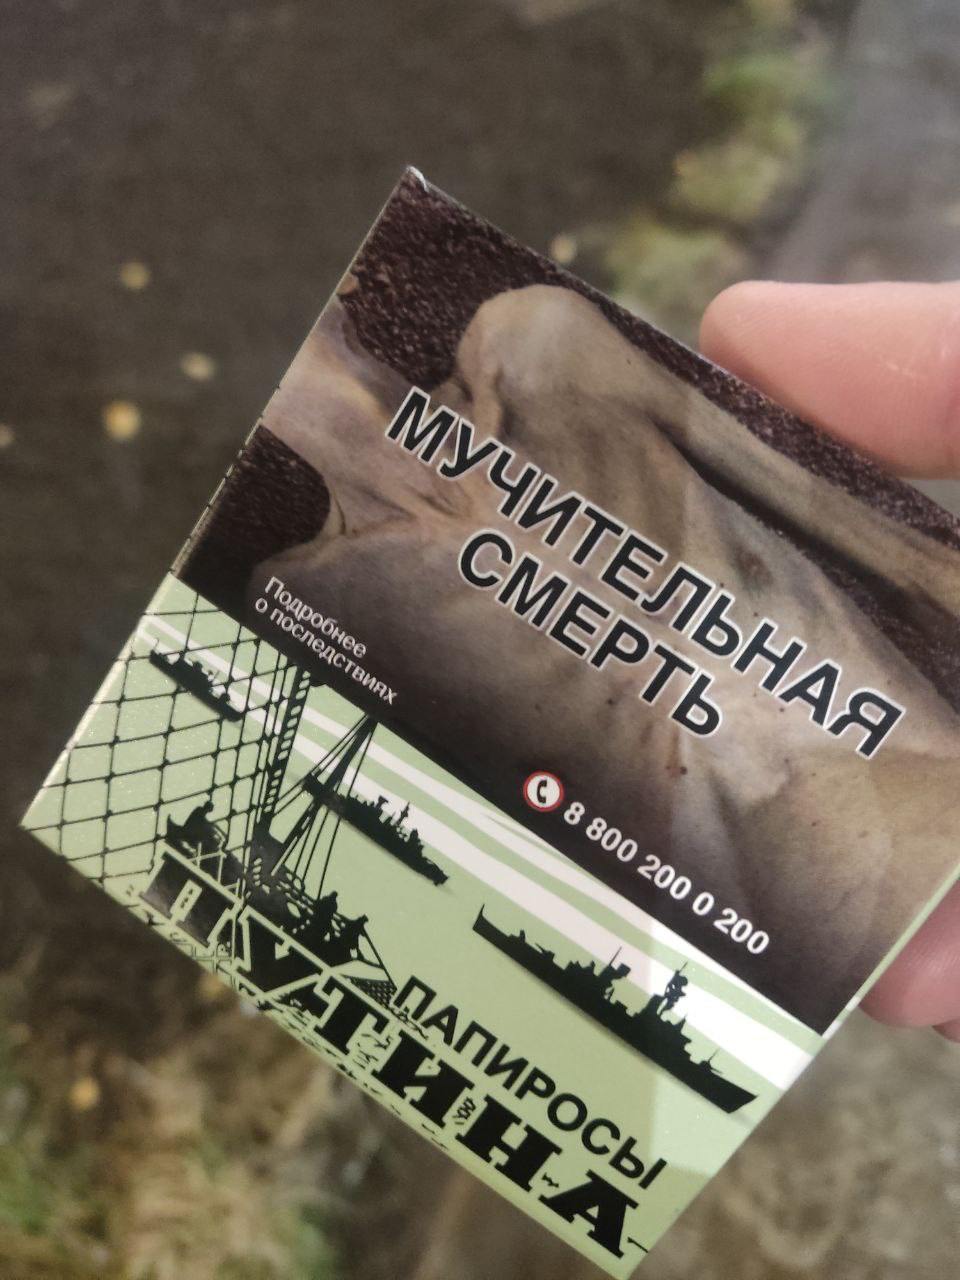 МУЧИТЕЛЬНАЯ
СМЕРТЬ
Подробнее
о последствиях
8 800 200 0 200
ПАПИРОСЫ
ПУТИНА